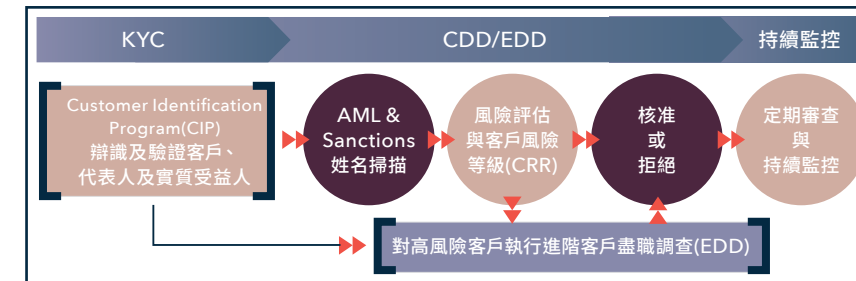 KYC
CDD/EDD
持續監控
Customer Identification
Program(CIP)
辯識及驗證客戶、
代表人及實質受益人
AML &
Sanctions
姓名掃描
風險評估
與客戶風險
等級(CRR)
核准
或
拒絕
定期審查
與
持續監控
對高風險客戶執行進階客戶盡職調查(EDD)